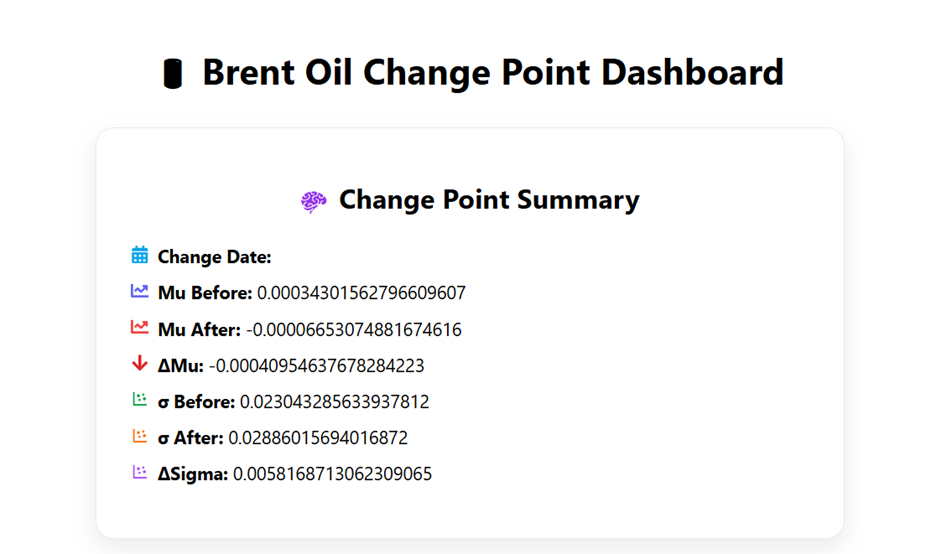 Brent Oil Change Point Dashboard
Change Point Summary
Change Date:
Mu Before: 0.00034301562796609607
Mu After: -0.00006653074881674616
ΔMu: -0.00040954637678284223
σ Before: 0.023043285633937812
σ After: 0.02886015694016872
ΔSigma: 0.0058168713062309065